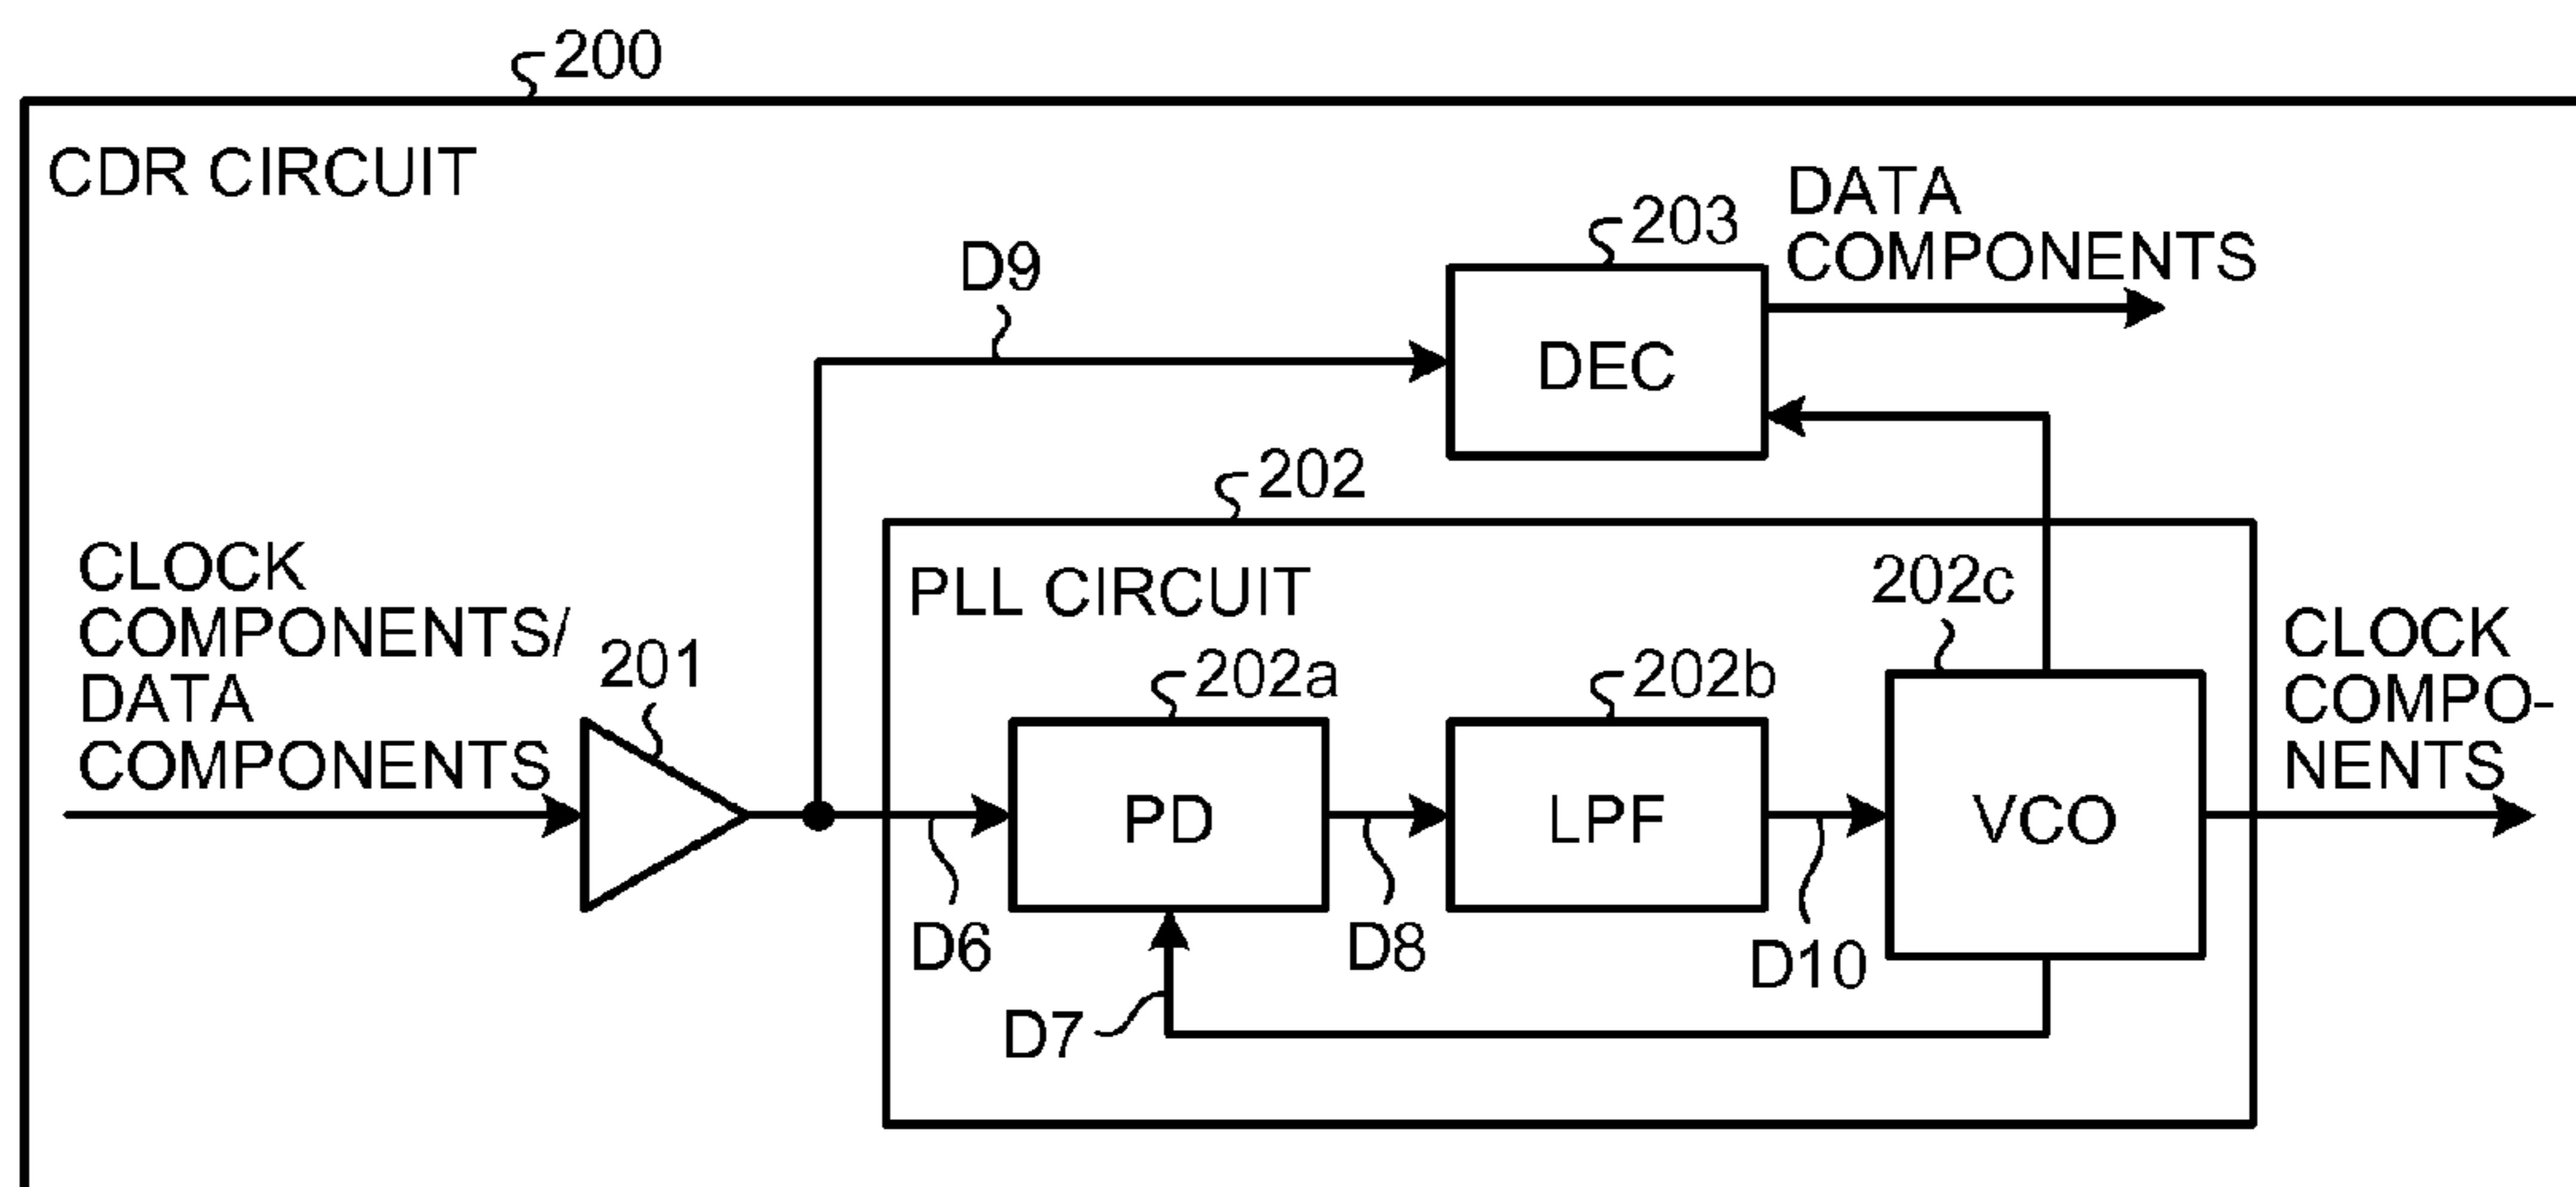 200
CDR CIRCUIT
DATA
COMPONENTS
203
D9
DEC
202
CLOCK
COMPONENTS/
DATA
COMPONENTS
201
PLL CIRCUIT
202a
202b
202c
CLOCK
COMPO-
NENTS
PD
LPF
VCO
D6
D8
D10
D7